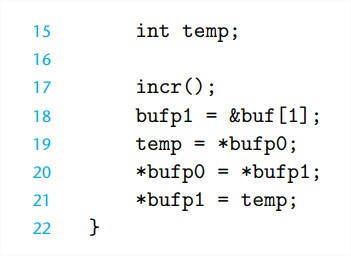 15 int temp;
16
17 incr();
18 bufp1 = &buf[1];
19 temp = *bufp0;
20 *bufp0 = *bufp1;
21 *bufp1 = temp;
22 }